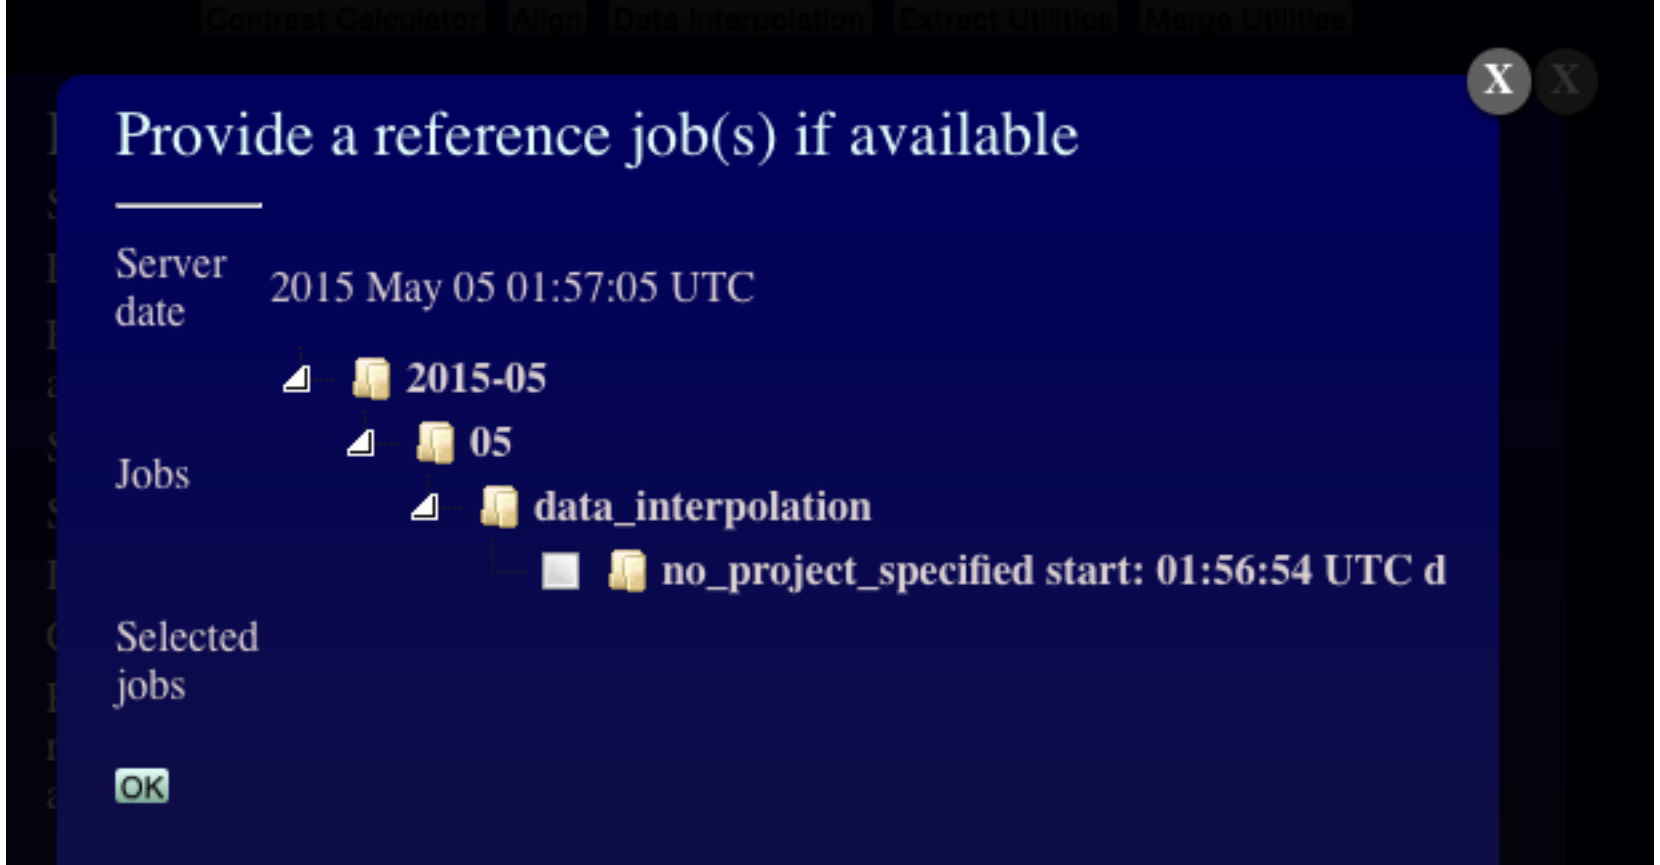 Contrast Calculator Align Data Interpolation Extract Utilities Merge Utilities
X X
Provide a reference job(s) if available
Server
date
2015 May 05 01:57:05 UTC
2015-05
05
Jobs
data_interpolation
no_project_specified start: 01:56:54 UTC d
Selected
jobs
OK